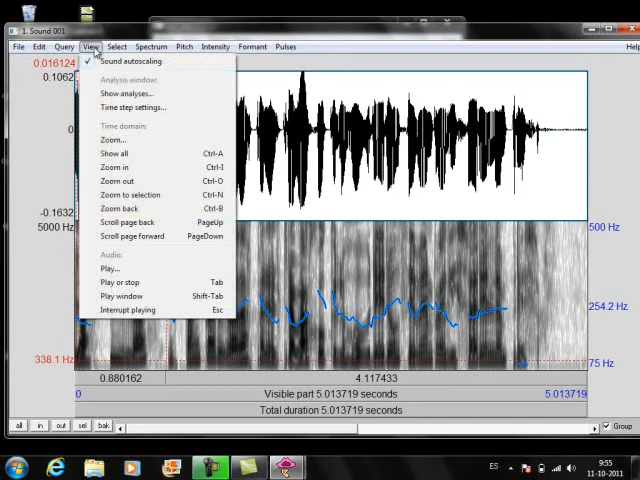 1. Sound 001
File Edit Query View Select Spectrum Pitch Intensity Formant Pulses
0.016124
Sound autoscaling
0.1062
Analysis window:
Show analyses...
Time step settings...
0
Time domain:
Zoom...
Show all Ctrl-A
Zoom in Ctrl-I
Zoom out Ctrl-O
Zoom to selection Ctrl-N
Zoom back Ctrl-B
-0.1632
Scroll page back PageUp
5000 Hz
500 Hz
Scroll page forward PageDown
Audio:
Play...
Play or stop Tab
Play window Shift-Tab
Interrupt playing Esc
254.2 Hz
338.1 Hz
75 Hz
0.880162 4.117433
0 Visible part 5.013719 seconds 5.013719
Total duration 5.013719 seconds
all in out sel bak Group
ES 9:55
11-10-2011